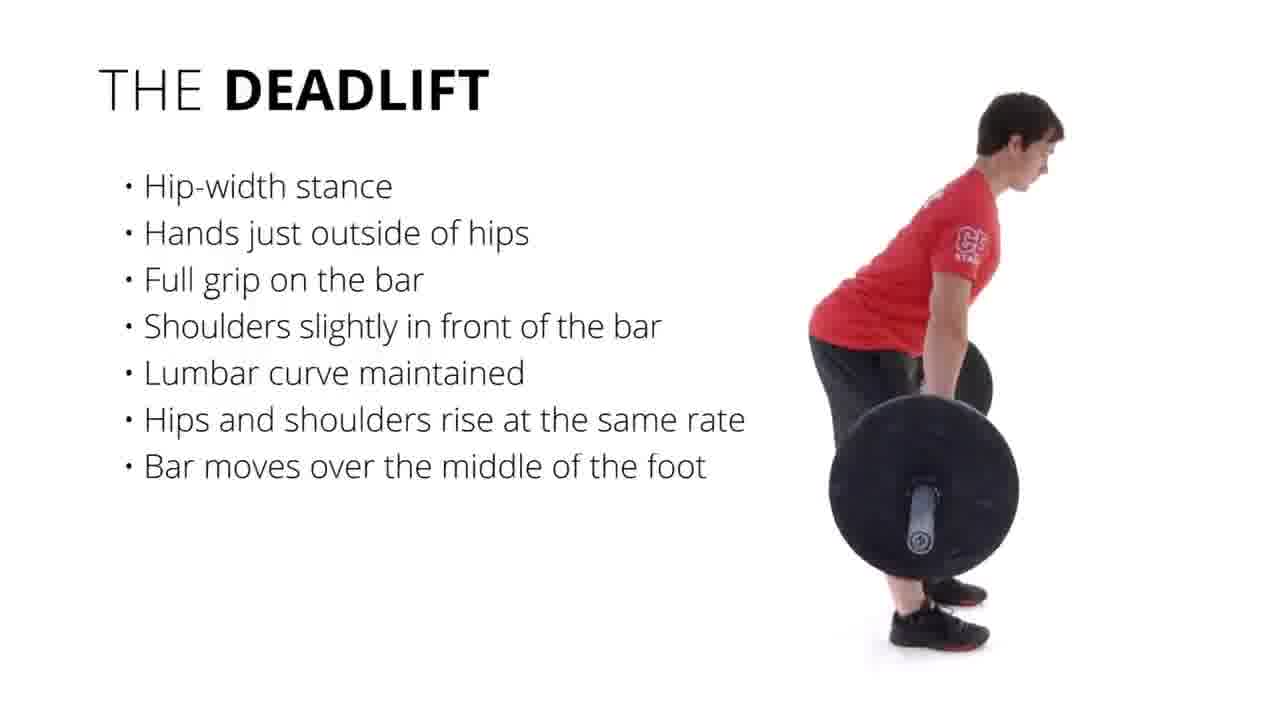 THE DEADLIFT
• Hip-width stance
• Hands just outside of hips
• Full grip on the bar
• Shoulders slightly in front of the bar
• Lumbar curve maintained
• Hips and shoulders rise at the same rate
• Bar moves over the middle of the foot